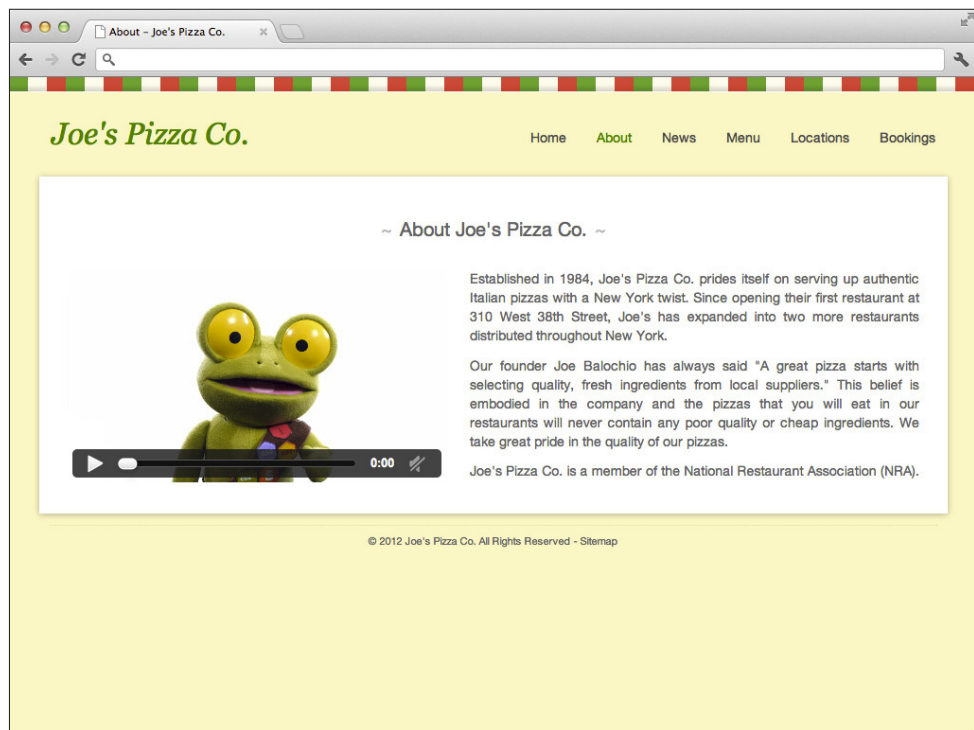 About – Joe's Pizza Co.
Joe's Pizza Co.
Home About News Menu Locations Bookings
~ About Joe's Pizza Co. ~
Established in 1984, Joe's Pizza Co. prides itself on serving up authentic
Italian pizzas with a New York twist. Since opening their first restaurant at
310 West 38th Street, Joe's has expanded into two more restaurants
distributed throughout New York.
Our founder Joe Balochio has always said "A great pizza starts with
selecting quality, fresh ingredients from local suppliers." This belief is
embodied in the company and the pizzas that you will eat in our
restaurants will never contain any poor quality or cheap ingredients. We
take great pride in the quality of our pizzas.
Joe's Pizza Co. is a member of the National Restaurant Association (NRA).
0:00
© 2012 Joe's Pizza Co. All Rights Reserved - Sitemap